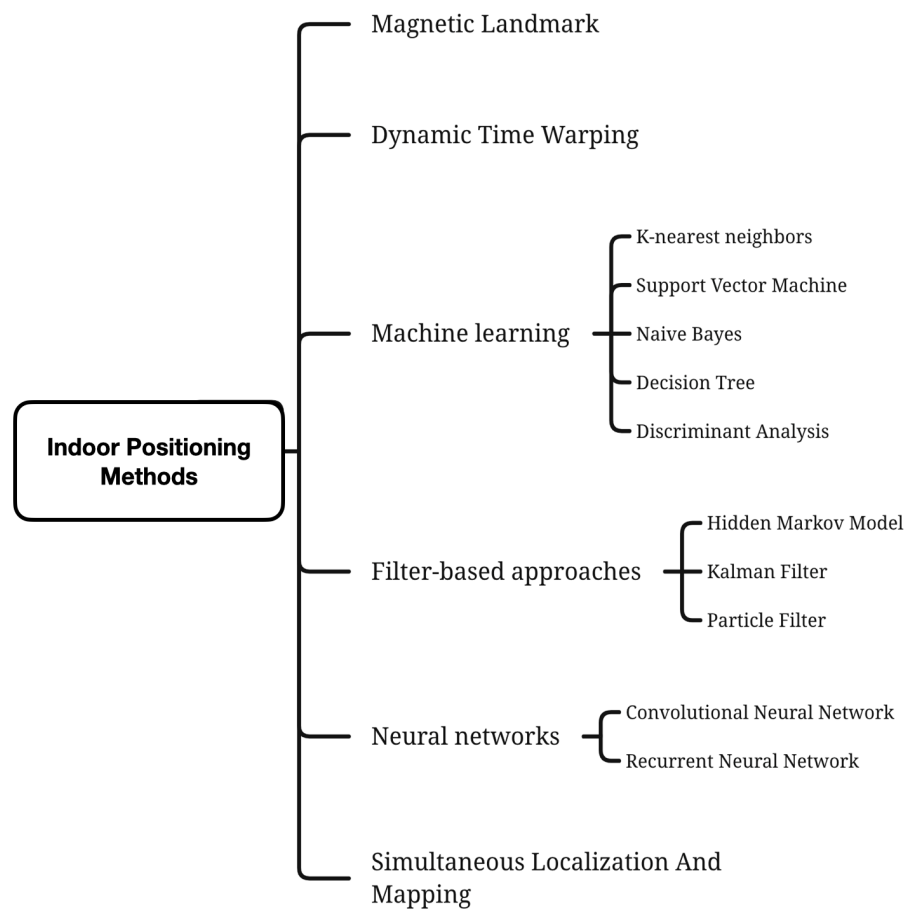 Magnetic Landmark
Dynamic Time Warping
Machine learning
K-nearest neighbors
Support Vector Machine
Naive Bayes
Decision Tree
Discriminant Analysis
Indoor Positioning
Methods
Filter-based approaches
Hidden Markov Model
Kalman Filter
Particle Filter
Neural networks
Convolutional Neural Network
Recurrent Neural Network
Simultaneous Localization And
Mapping